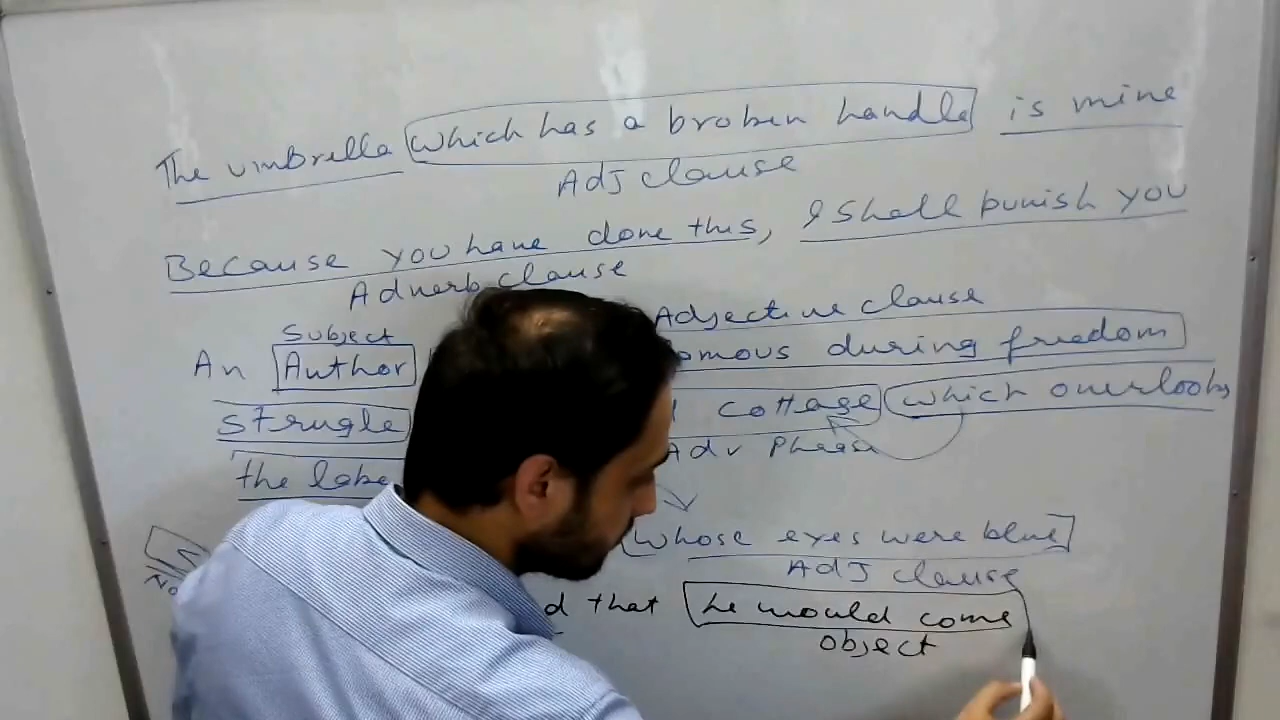 The umbrella which has a broken handle is mine
Adj clause
Because you have done this, I shall punish you
Adverb clause
Adjective clause
Subject
An Author omous during freedom
strugle cottage which overlooks
Adv Phrase
the lake
whose eyes were blue
Adj clause
d that he would come
object